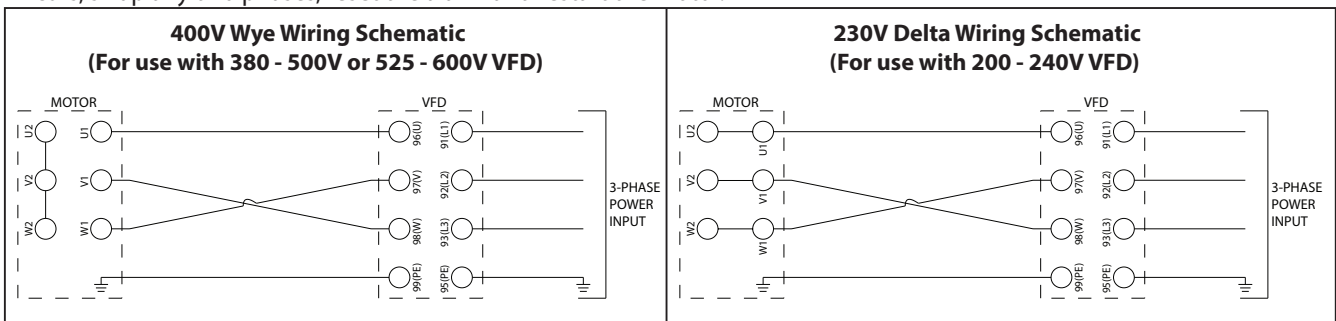 400V Wye Wiring Schematic
(For use with 380 - 500V or 525 - 600V VFD)
MOTOR
VFD
U2
U1
96(U)
91(L1)
V2
V1
97(V)
92(L2)
W2
W1
98(W)
93(L3)
99(PE)
95(PE)
3-PHASE
POWER
INPUT
230V Delta Wiring Schematic
(For use with 200 - 240V VFD)
MOTOR
VFD
U2
U1
96(U)
91(L1)
V2
V1
97(V)
92(L2)
W2
W1
98(W)
93(L3)
99(PE)
95(PE)
3-PHASE
POWER
INPUT